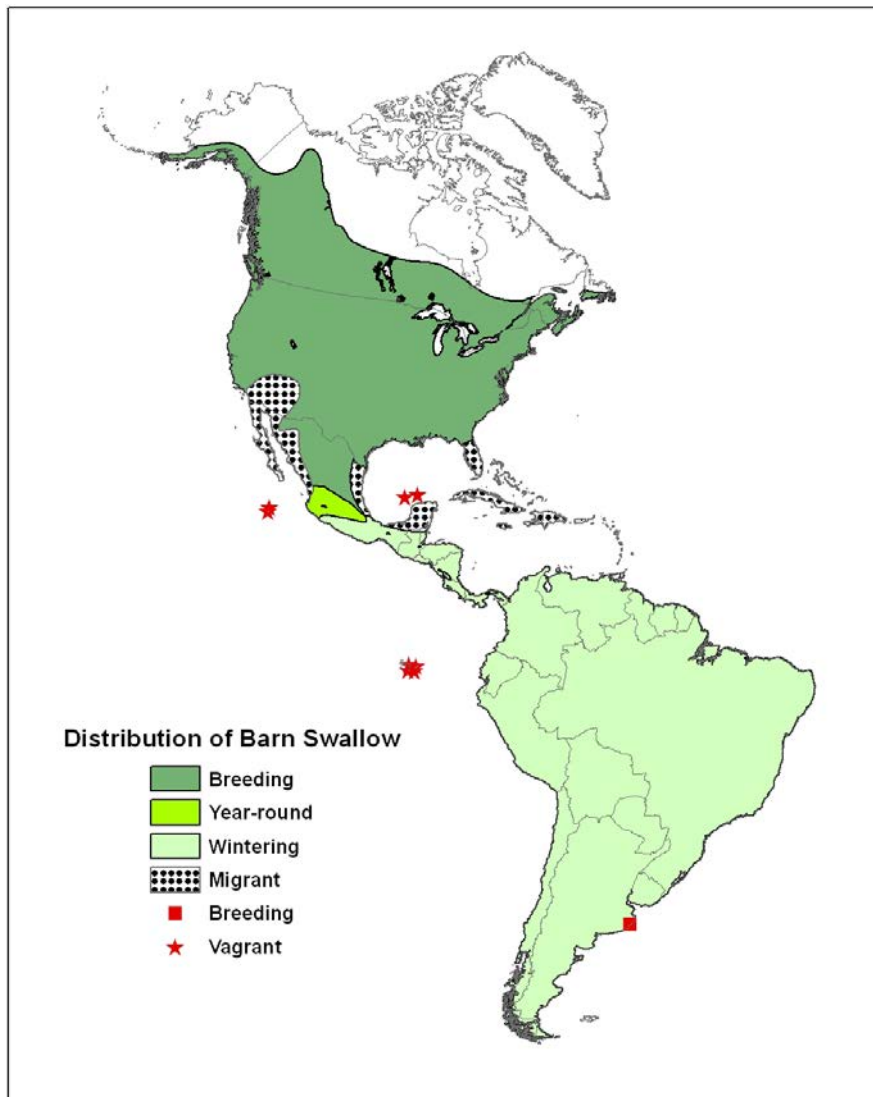 Distribution of Barn Swallow
Breeding
Year-round
Wintering
Migrant
Breeding
Vagrant